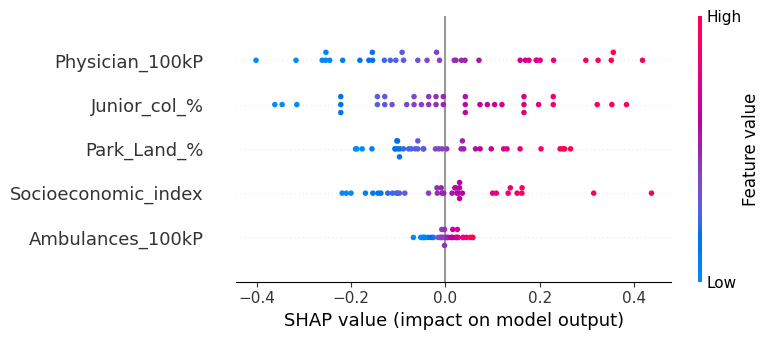 High
Physician_100kP
Junior_col_%
Park_Land_%
Socioeconomic_index
Ambulances_100kP
Feature value
Low
−0.4 −0.2 0.0 0.2 0.4
SHAP value (impact on model output)